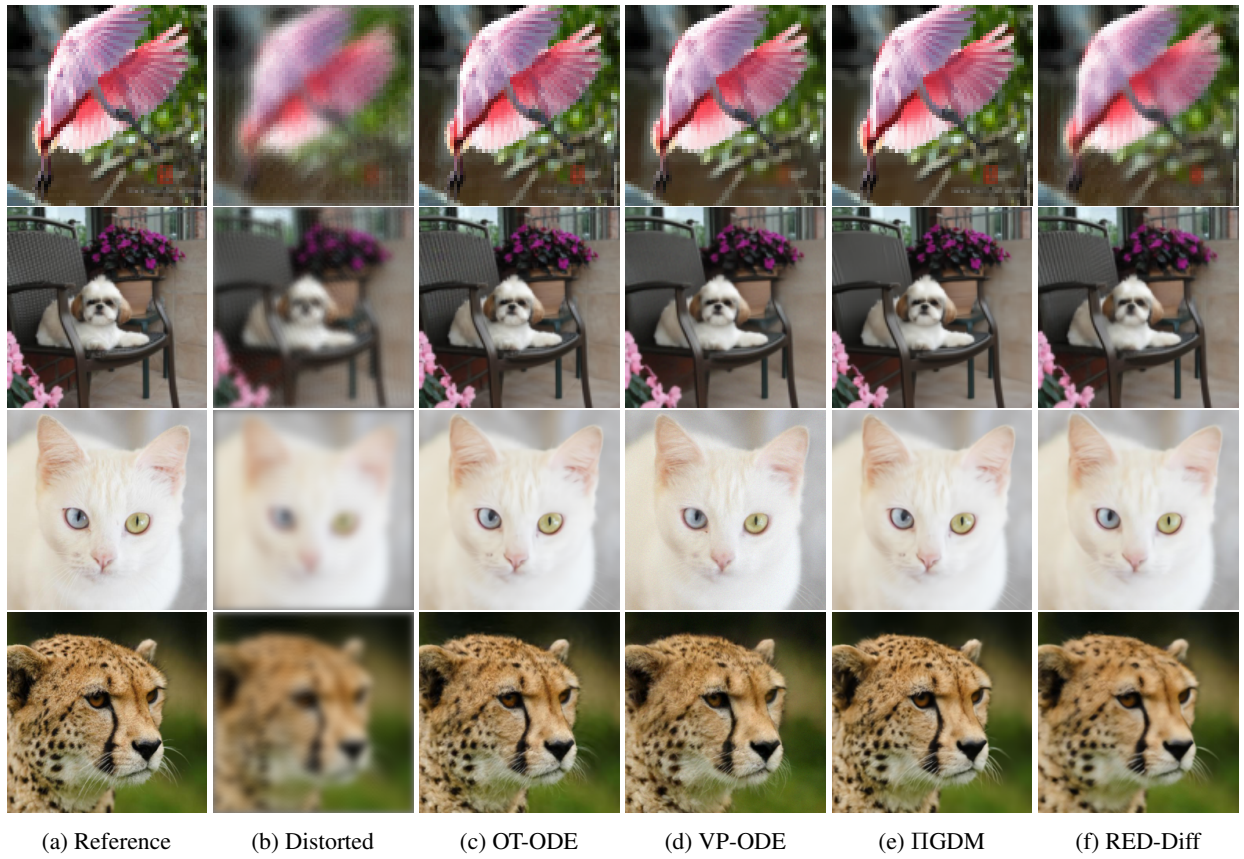 (a) Reference
(b) Distorted
(c) OT-ODE
(d) VP-ODE
(e) ΠGDM
(f) RED-Diff